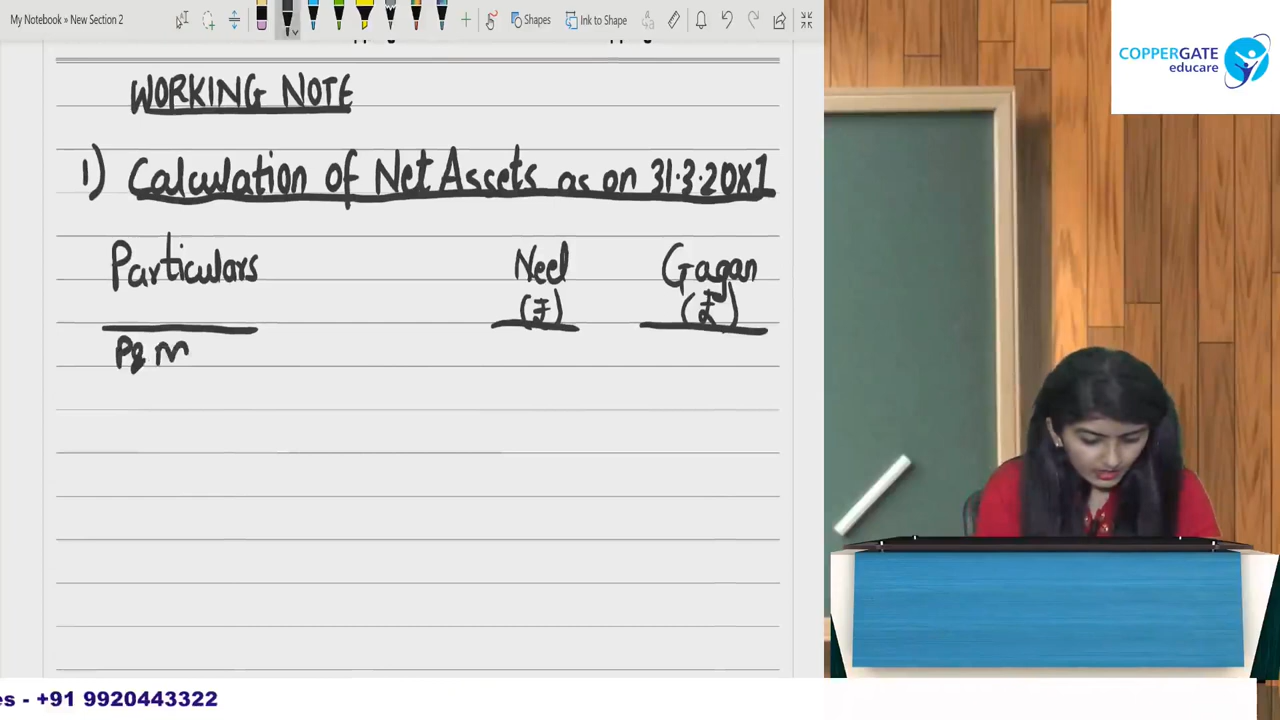 My Notebook » New Section 2
Shapes
Ink to Shape
COPPERGATE
educare
WORKING NOTE
1) Calculation of Net Assets as on 31.3.20X1
Particulars Neel Gagan
(₹) (₹)
P& M
es - +91 9920443322